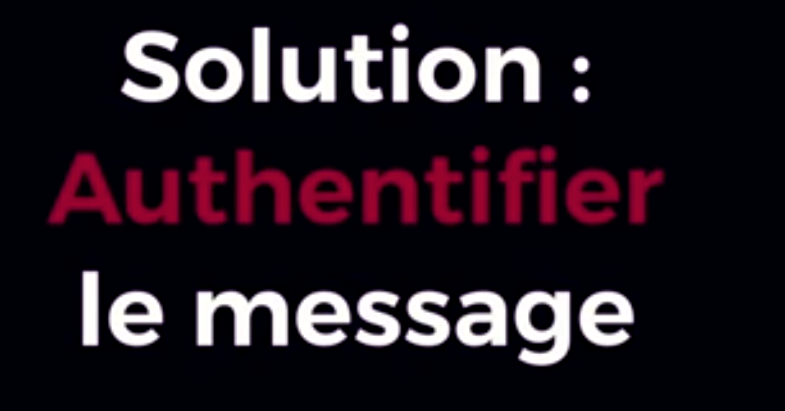 Solution :
Authentifier
le message